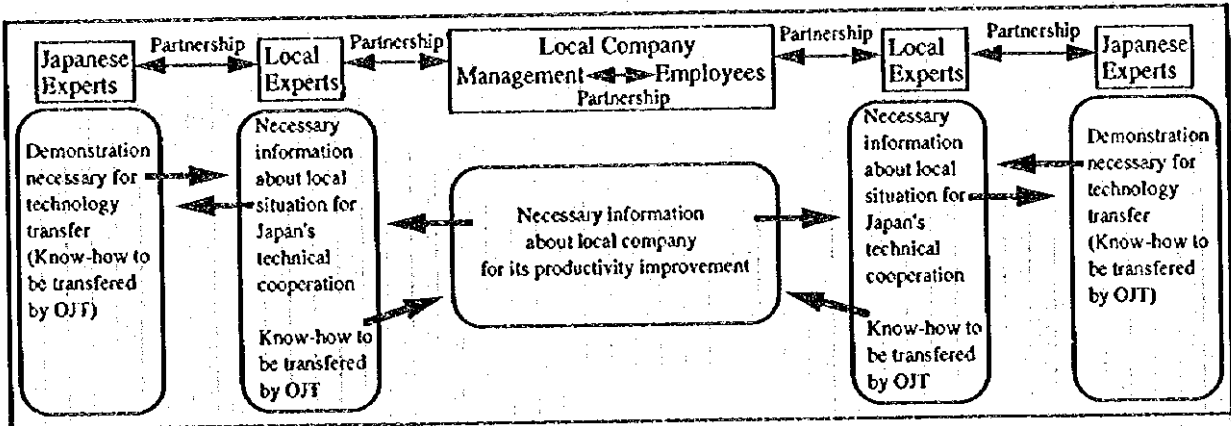 Japanese
Experts
Partnership
Local
Experts
Partnership
Local Company
Management
Employees
Partnership
Partnership
Local
Experts
Partnership
Japanese
Experts
Demonstration
necessary for
technology
transfer
(Know-how to
be transfered
by OJT)
Necessary
information
about local
situation for
Japan's
technical
cooperation
Know-how to
be transfered
by OJT
Necessary Information
about local company
for its productivity improvement
Necessary
information
about local
situation for
Japan's
technical
cooperation
Know-how to
be transfered
by OJT
Demonstration
necessary for
technology
transfer
(Know-how to
be transfered
by OJT)